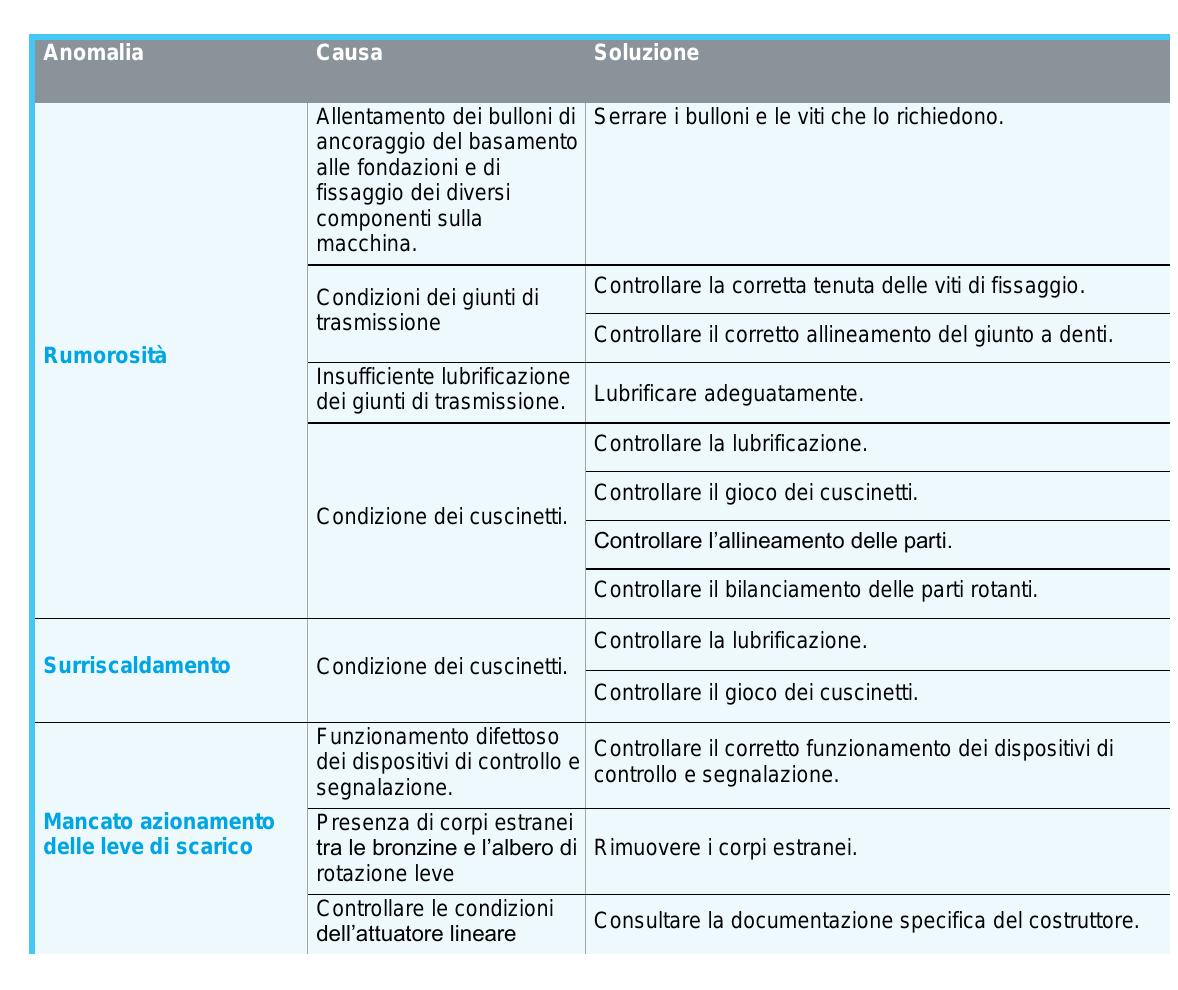 Anomalia
Causa
Soluzione
Rumorosità
Allentamento dei bulloni di
ancoraggio del basamento
alle fondazioni e di
fissaggio dei diversi
componenti sulla
macchina.
Serrare i bulloni e le viti che lo richiedono.
Condizioni dei giunti di
trasmissione
Controllare la corretta tenuta delle viti di fissaggio.
Controllare il corretto allineamento del giunto a denti.
Insufficiente lubrificazione
dei giunti di trasmissione.
Lubrificare adeguatamente.
Condizione dei cuscinetti.
Controllare la lubrificazione.
Controllare il gioco dei cuscinetti.
Controllare l’allineamento delle parti.
Controllare il bilanciamento delle parti rotanti.
Surriscaldamento
Condizione dei cuscinetti.
Controllare la lubrificazione.
Controllare il gioco dei cuscinetti.
Mancato azionamento
delle leve di scarico
Funzionamento difettoso
dei dispositivi di controllo e
segnalazione.
Controllare il corretto funzionamento dei dispositivi di
controllo e segnalazione.
Presenza di corpi estranei
tra le bronzine e l’albero di
rotazione leve
Rimuovere i corpi estranei.
Controllare le condizioni
dell’attuatore lineare
Consultare la documentazione specifica del costruttore.